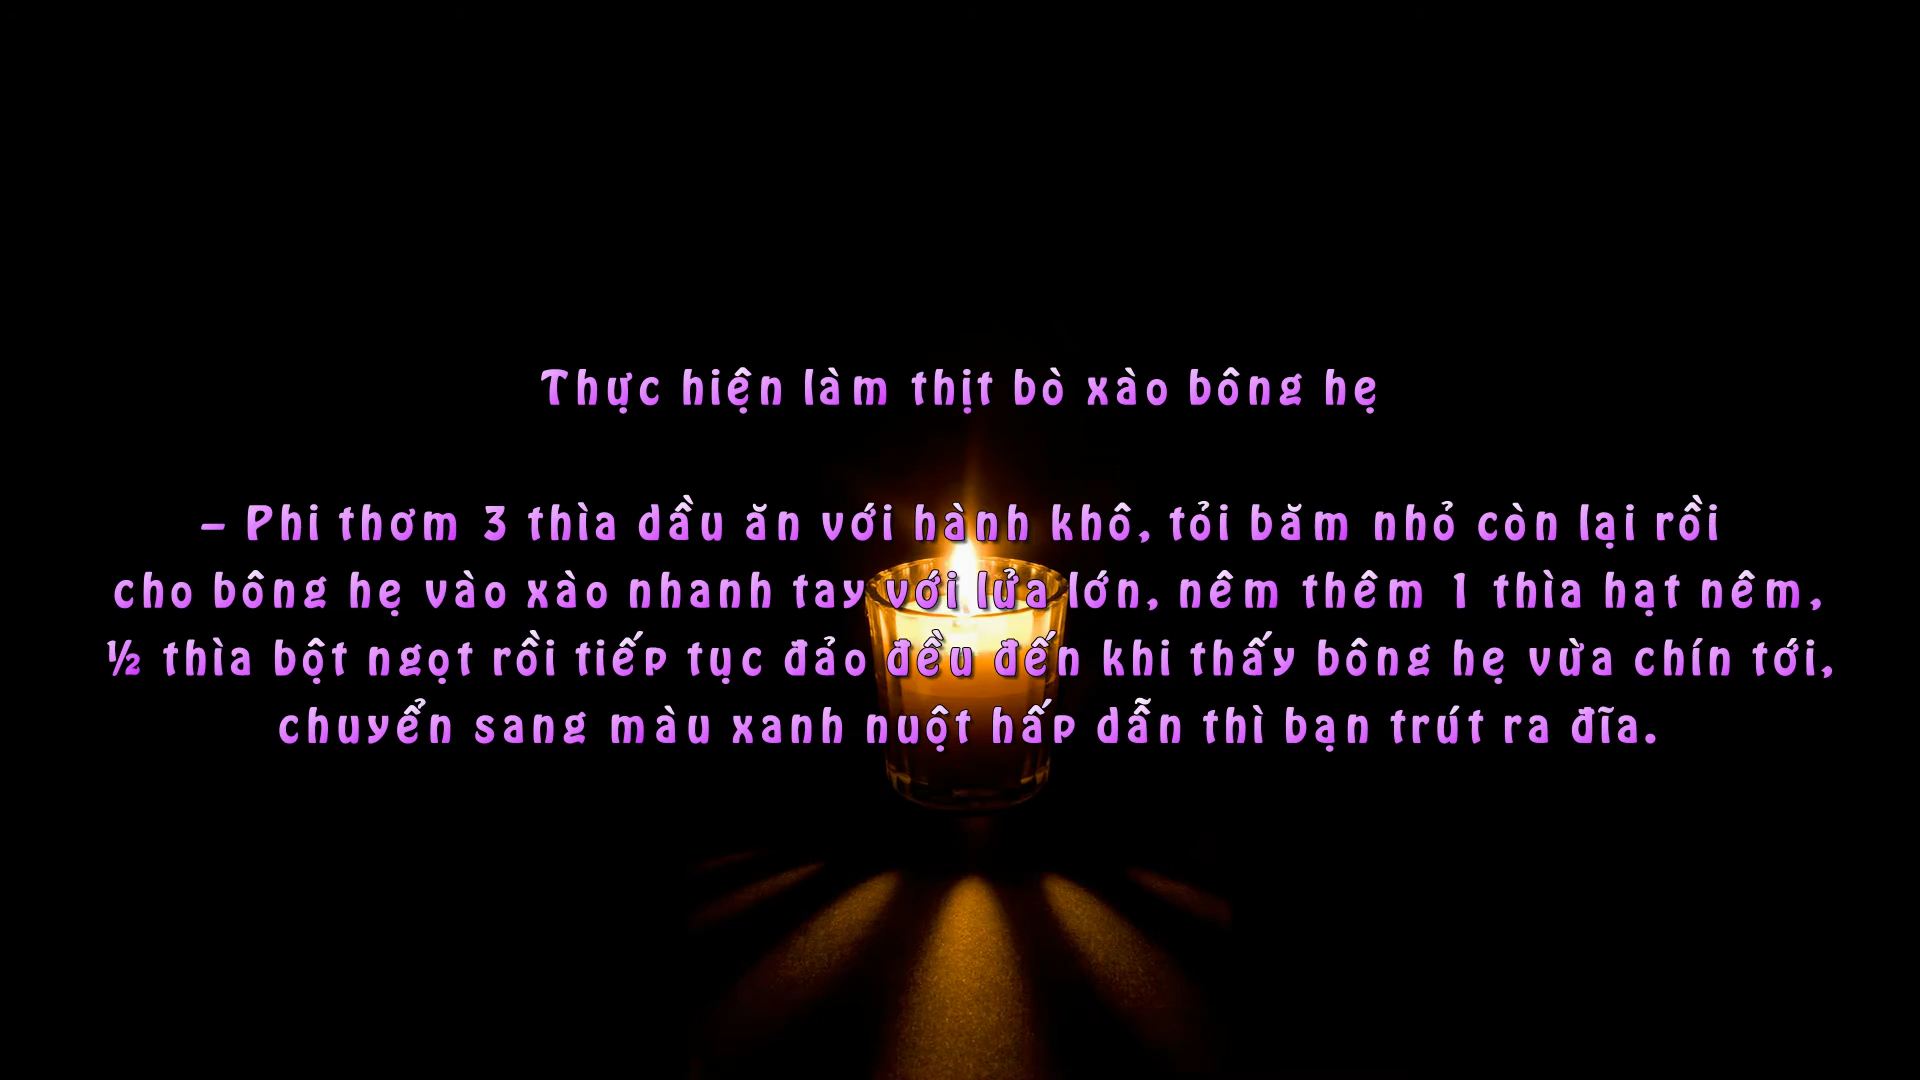 Thực hiện làm thịt bò xào bông hẹ
– Phi thơm 3 thìa dầu ăn với hành khô, tỏi băm nhỏ còn lại rồi
cho bông hẹ vào xào nhanh tay với lửa lớn, nêm thêm 1 thìa hạt nêm,
½ thìa bột ngọt rồi tiếp tục đảo đều đến khi thấy bông hẹ vừa chín tới,
chuyển sang màu xanh nuột hấp dẫn thì bạn trút ra đĩa.